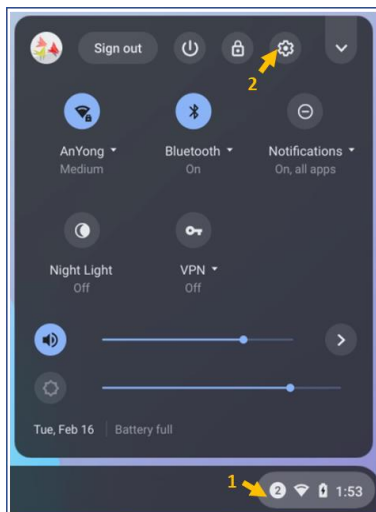 Sign out
2
AnYong Bluetooth Notifications
Medium On On, all apps
Night Light VPN
Off Off
Tue, Feb 16 Battery full
1 2 1:53